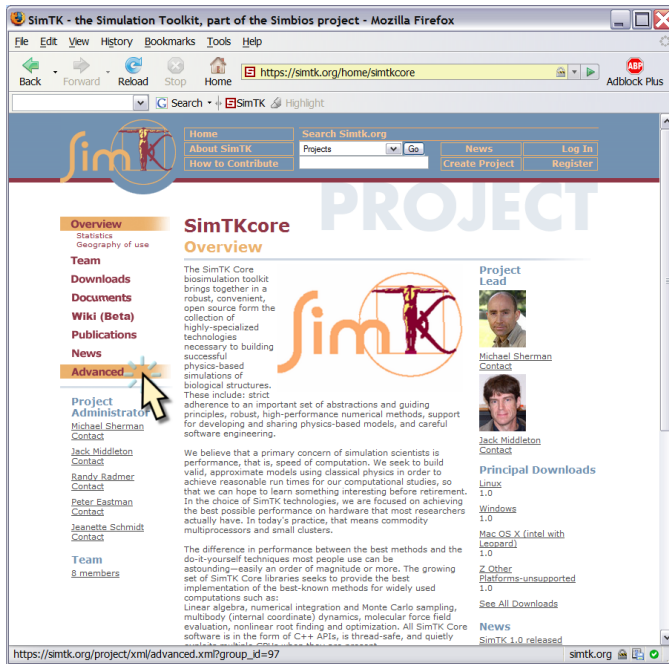 SimTK - the Simulation Toolkit, part of the Simbios project - Mozilla Firefox
File Edit View History Bookmarks Tools Help
Back Forward Reload Stop Home https://simtk.org/home/simtkcore ABP Adblock Plus
G Search SimTK Highlight
SimTK
Home
About SimTK
How to Contribute
Search Simtk.org
Projects Go
News Log In
Create Project Register
PROJECT
Overview
Statistics
Geography of use
Team
Downloads
Documents
Wiki (Beta)
Publications
News
Advanced
Project
Administrator
Michael Sherman
Contact
Jack Middleton
Contact
Randy Radmer
Contact
Peter Eastman
Contact
Jeanette Schmidt
Contact
Team
8 members
SimTKcore
Overview
The SimTK Core
biosimulation toolkit
brings together in a
robust, convenient,
open source form the
collection of
highly-specialized
technologies
necessary to building
successful
physics-based
simulations of
biological structures.
These include: strict
adherence to an important set of abstractions and guiding
principles, robust, high-performance numerical methods, support
for developing and sharing physics-based models, and careful
software engineering.
SimTK
We believe that a primary concern of simulation scientists is
performance, that is, speed of computation. We seek to build
valid, approximate models using classical physics in order to
achieve reasonable run times for our computational studies, so
that we can hope to learn something interesting before retirement.
In the choice of SimTK technologies, we are focused on achieving
the best possible performance on hardware that most researchers
actually have. In today's practice, that means commodity
multiprocessors and small clusters.
The difference in performance between the best methods and the
do-it-yourself techniques most people use can be
astounding—easily an order of magnitude or more. The growing
set of SimTK Core libraries seeks to provide the best
implementation of the best-known methods for widely used
computations such as:
Linear algebra, numerical integration and Monte Carlo sampling,
multibody (internal coordinate) dynamics, molecular force field
evaluation, nonlinear root finding and optimization. All SimTK Core
software is in the form of C++ APIs, is thread-safe, and quietly
exploits multiple CPUs when they are present.
Project
Lead
Michael Sherman
Contact
Jack Middleton
Contact
Principal Downloads
Linux
1.0
Windows
1.0
Mac OS X (intel with
Leopard)
1.0
Z Other
Platforms-unsupported
1.0
See All Downloads
News
SimTK 1.0 released
https://simtk.org/project/xml/advanced.xml?group_id=97 simtk.org